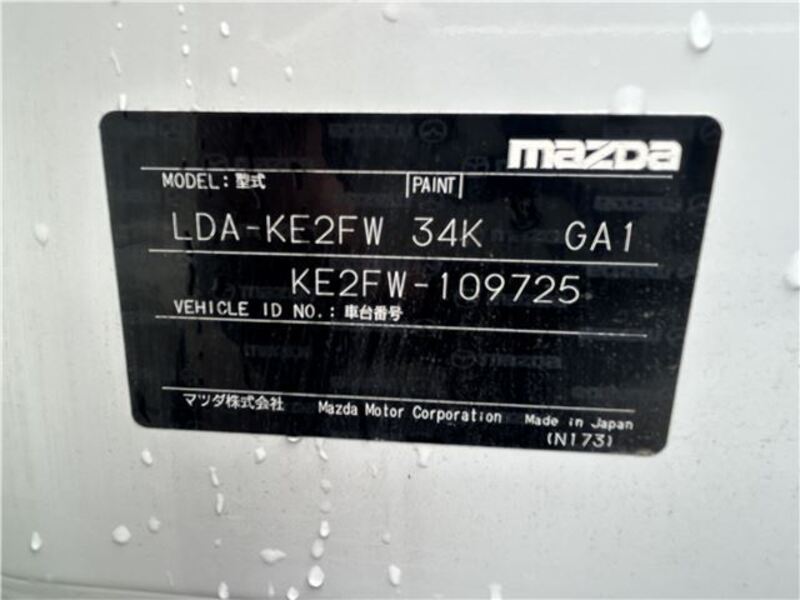 mazda
MODEL: 型式 |PAINT|
LDA-KE2FW 34K GA1
KE2FW-109725
VEHICLE ID NO.: 車台番号
マツダ株式会社 Mazda Motor Corporation Made in Japan
(N173)